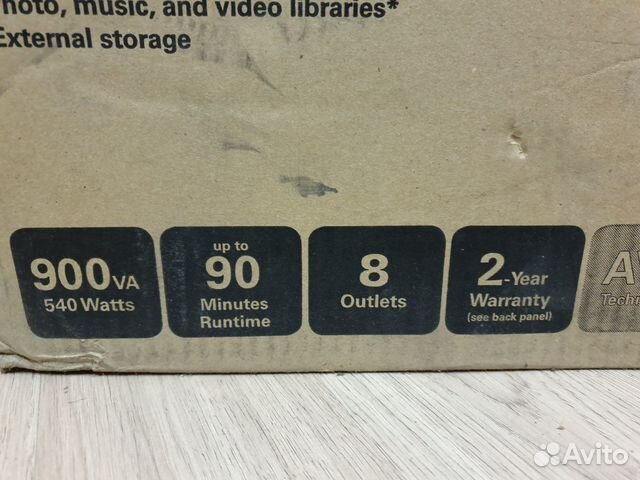 photo, music, and video libraries*
External storage
900VA
540 Watts
up to
90
Minutes
Runtime
8
Outlets
2-Year
Warranty
(see back panel)
Avito